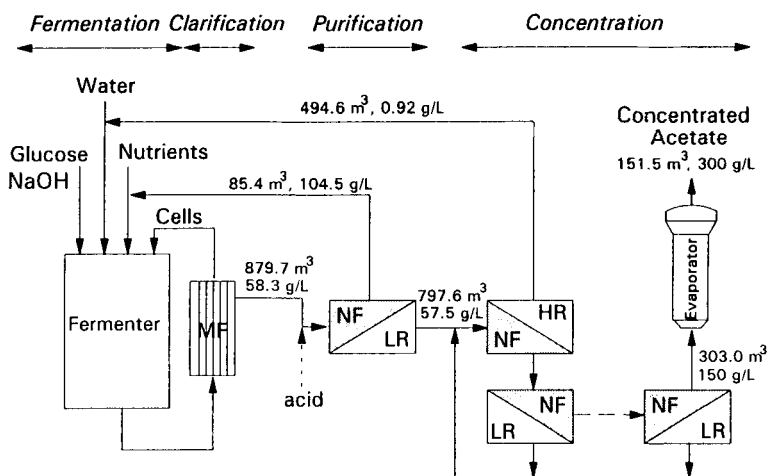 Fermentation Clarification Purification Concentration
Water
494.6 m³, 0.92 g/L
Concentrated
Acetate
151.5 m³, 300 g/L
Glucose
NaOH
Nutrients
85.4 m³, 104.5 g/L
Cells
879.7 m³
58.3 g/L
Fermenter
MF
acid
NF
LR
797.6 m³
57.5 g/L
HR
NF
NF
LR
NF
LR
Evaporator
303.0 m³
150 g/L